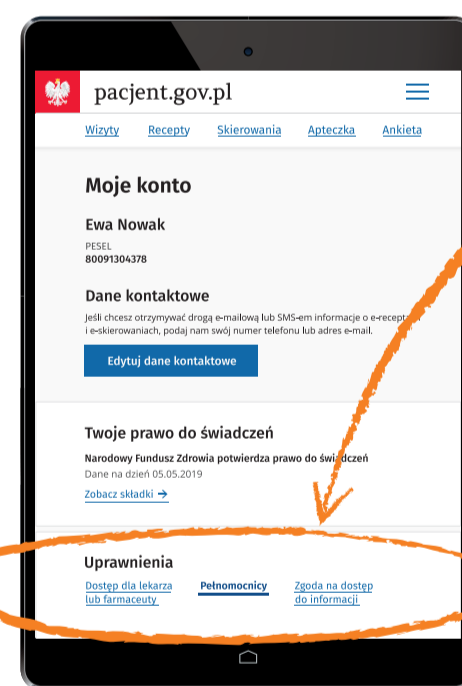 pacjent.gov.pl
Wizyty Recepty Skierowania Apteczka Ankieta
Moje konto
Ewa Nowak
PESEL
80091304378
Dane kontaktowe
Jeśli chcesz otrzymywać drogą e-mailową lub SMS-em informacje o e-receptach
i e-skierowaniach, podaj nam swój numer telefonu lub adres e-mail.
Edytuj dane kontaktowe
Twoje prawo do świadczeń
Narodowy Fundusz Zdrowia potwierdza prawo do świadczeń
Dane na dzień 05.05.2019
Zobacz składki →
Uprawnienia
Dostęp dla lekarza
lub farmaceuty
Pełnomocnicy
Zgoda na dostęp
do informacji